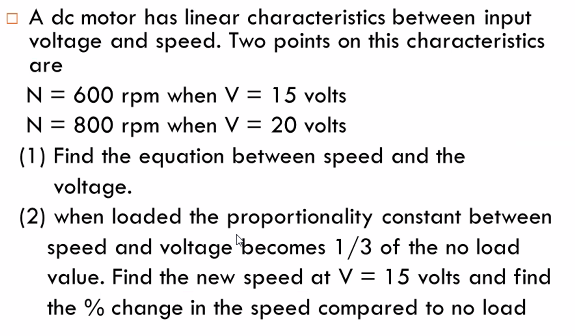 A dc motor has linear characteristics between input
voltage and speed. Two points on this characteristics
are
N = 600 rpm when V = 15 volts
N = 800 rpm when V = 20 volts
(1) Find the equation between speed and the
voltage.
(2) when loaded the proportionality constant between
speed and voltage becomes 1/3 of the no load
value. Find the new speed at V = 15 volts and find
the % change in the speed compared to no load